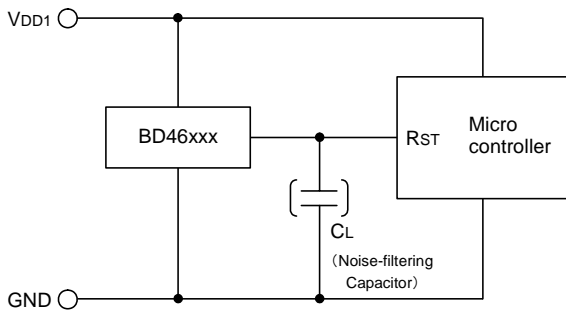 VDD1
BD46xxx
RST
Micro
controller
CL
（Noise-filtering
Capacitor）
GND